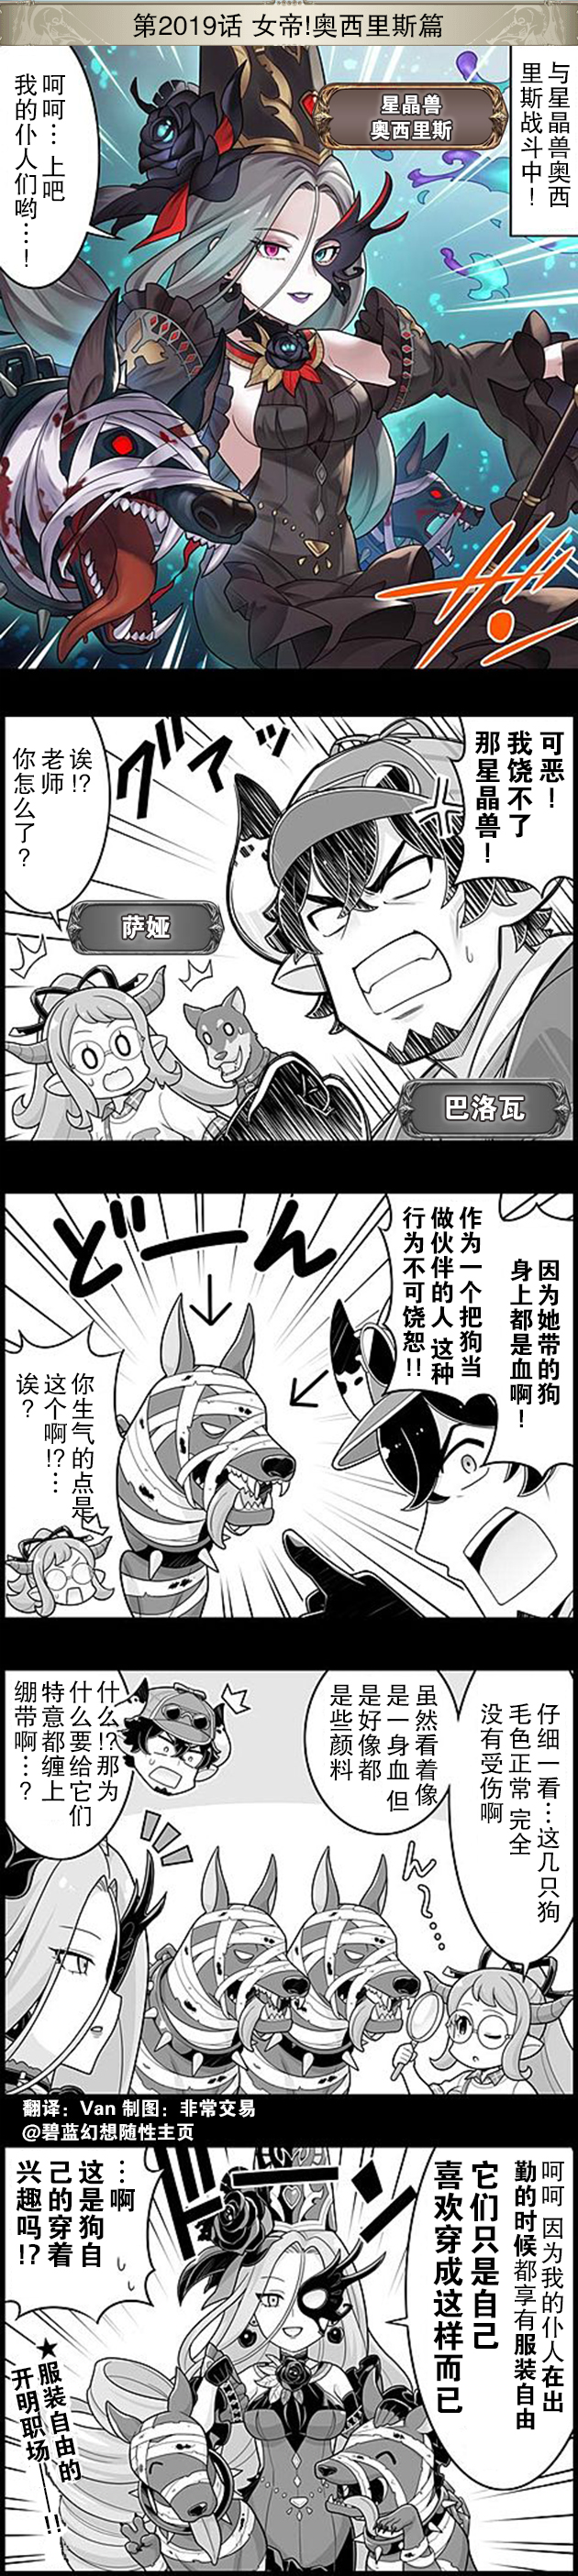 第2019话 女帝!奥西里斯篇
与星晶兽奥西
里斯战斗中!
星晶兽
奥西里斯
呵呵…上吧
我的仆人们哟…!
ザッ
可恶!
我饶不了
那星晶兽!
グググ
诶!?
老师
你怎么了?
萨娅
巴洛瓦
因为她带的狗
身上都是血啊!
作为一个把狗当
做伙伴的人 这种
行为不可饶恕!!
どーん
你生气的点是
这个啊!?…
诶?
仔细一看…这几只狗
毛色正常 完全
没有受伤啊
虽然看着像
是一身血 但
是好像都
是些颜料
ん~…
什么!?那为
什么要给它们
特意都缠上
绷带啊…?
翻译：Van 制图：非常交易
@碧蓝幻想随性主页
呵呵 因为我的仆人在出
勤的时候都享有服装自由
它们只是自己
喜欢穿成这样而已
…啊
这是狗自
己的穿着
兴趣吗!?
★服装自由的
开明职场——!!